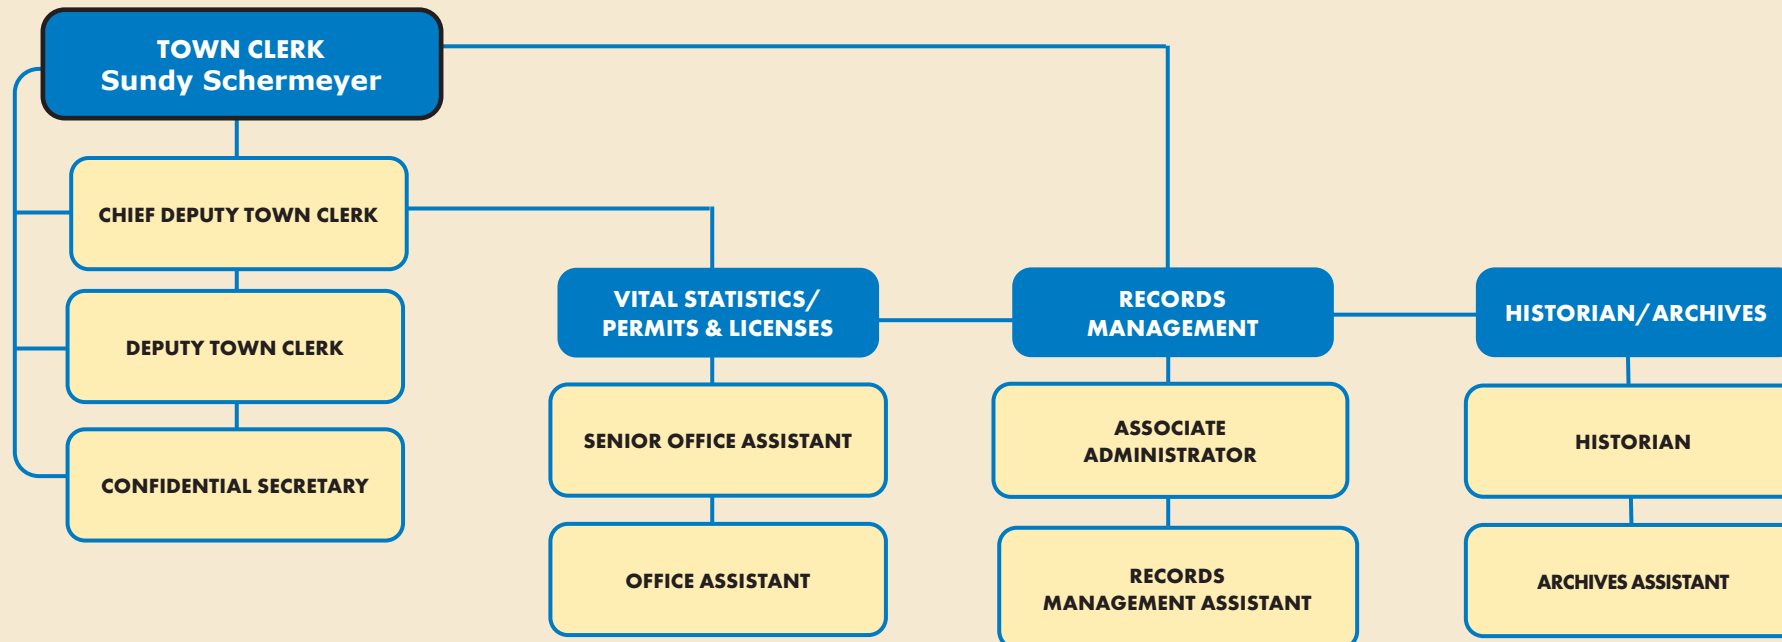 TOWN CLERK
Sundy Schermeyer
CHIEF DEPUTY TOWN CLERK
DEPUTY TOWN CLERK
CONFIDENTIAL SECRETARY
VITAL STATISTICS/
PERMITS & LICENSES
SENIOR OFFICE ASSISTANT
OFFICE ASSISTANT
RECORDS
MANAGEMENT
ASSOCIATE
ADMINISTRATOR
RECORDS
MANAGEMENT ASSISTANT
HISTORIAN/ARCHIVES
HISTORIAN
ARCHIVES ASSISTANT